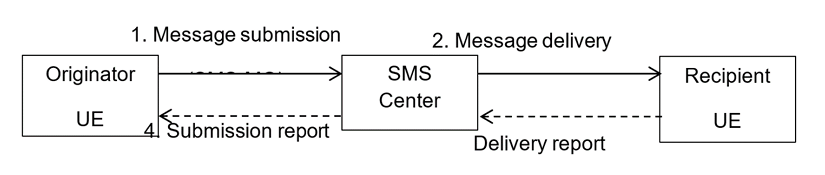 1. Message submission
2. Message delivery
Originator
UE
SMS
Center
Recipient
UE
4. Submission report
Delivery report